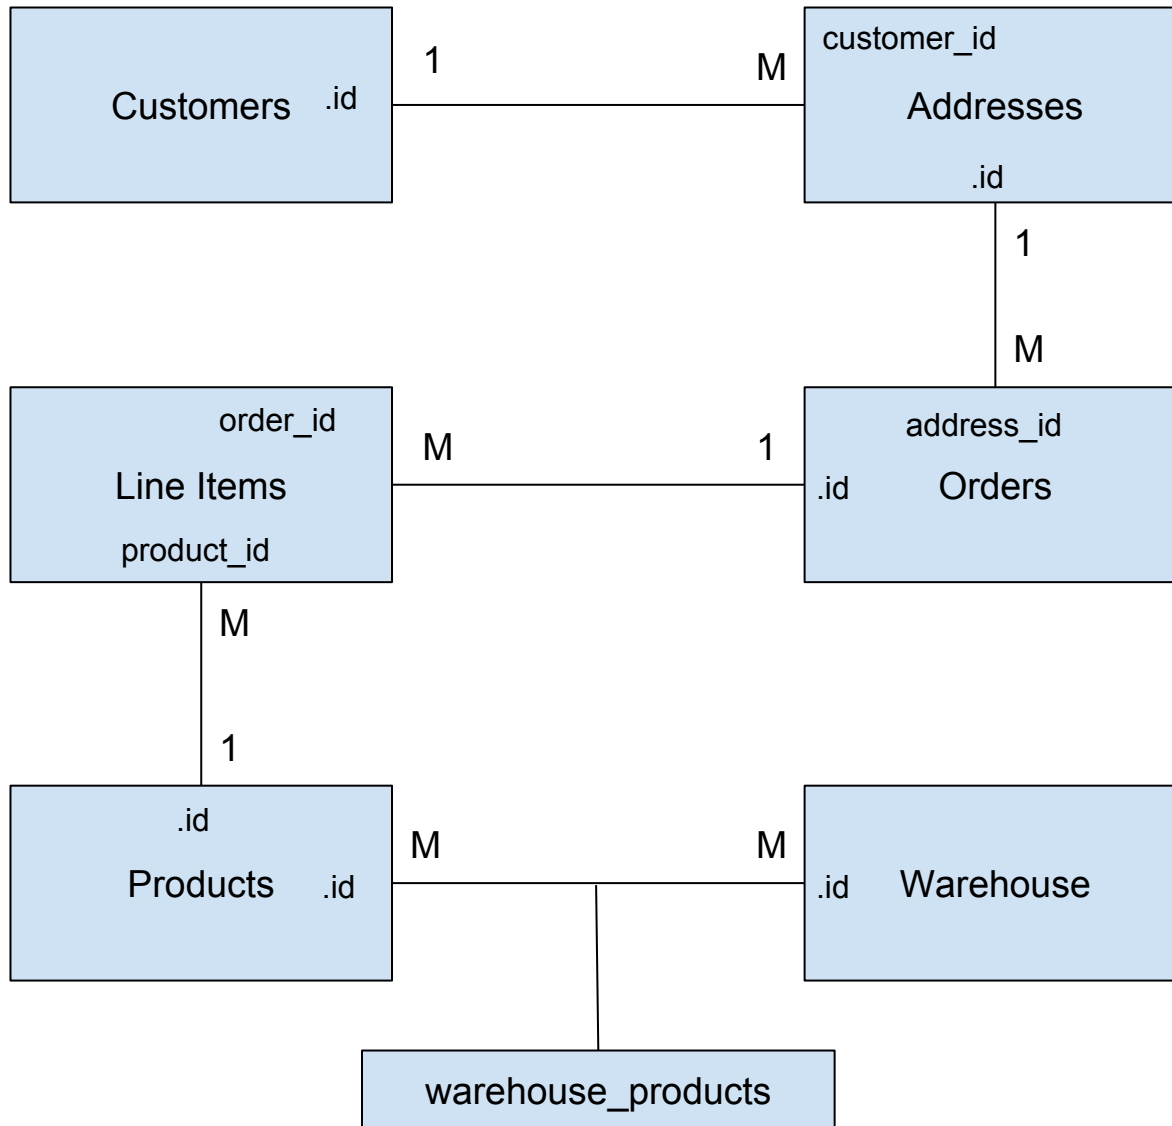 customer_id
1
M
Customers .id
Addresses
.id
1
M
order_id
address_id
M
1
Line Items
.id Orders
product_id
M
1
.id
M
M
Products .id
.id Warehouse
warehouse_products